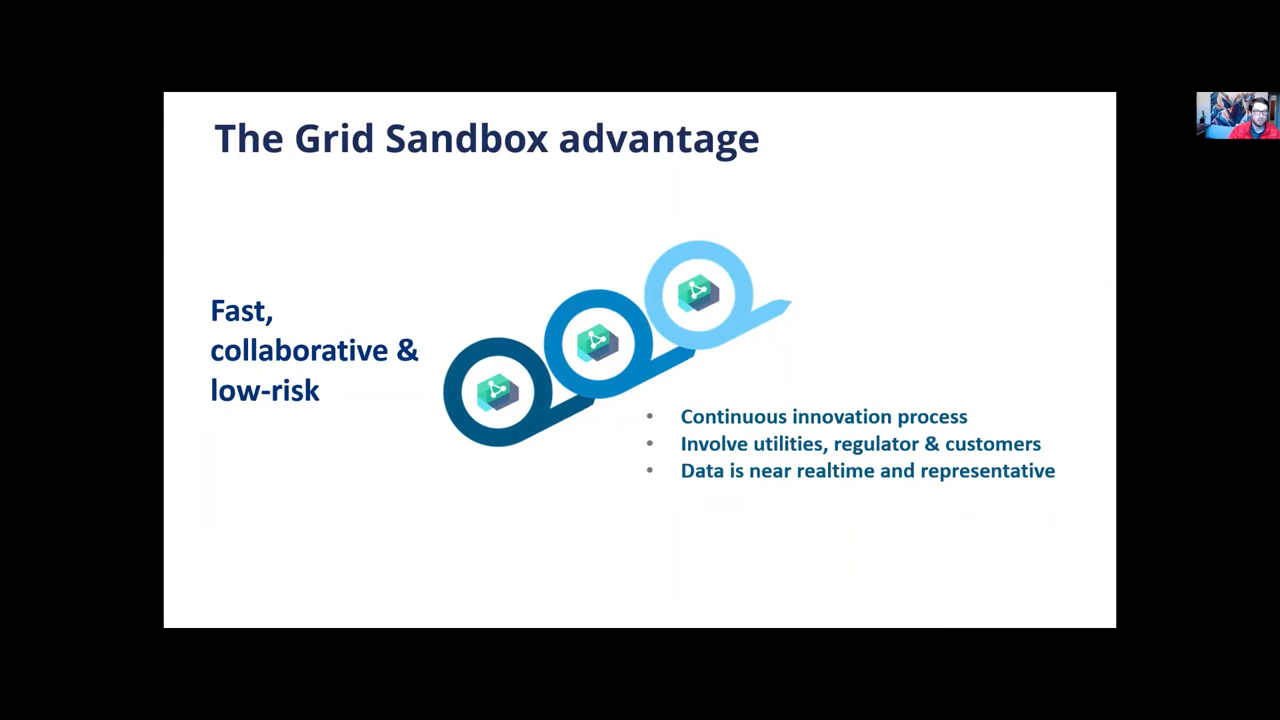 The Grid Sandbox advantage
Fast,
collaborative &
low-risk
• Continuous innovation process
• Involve utilities, regulator & customers
• Data is near realtime and representative